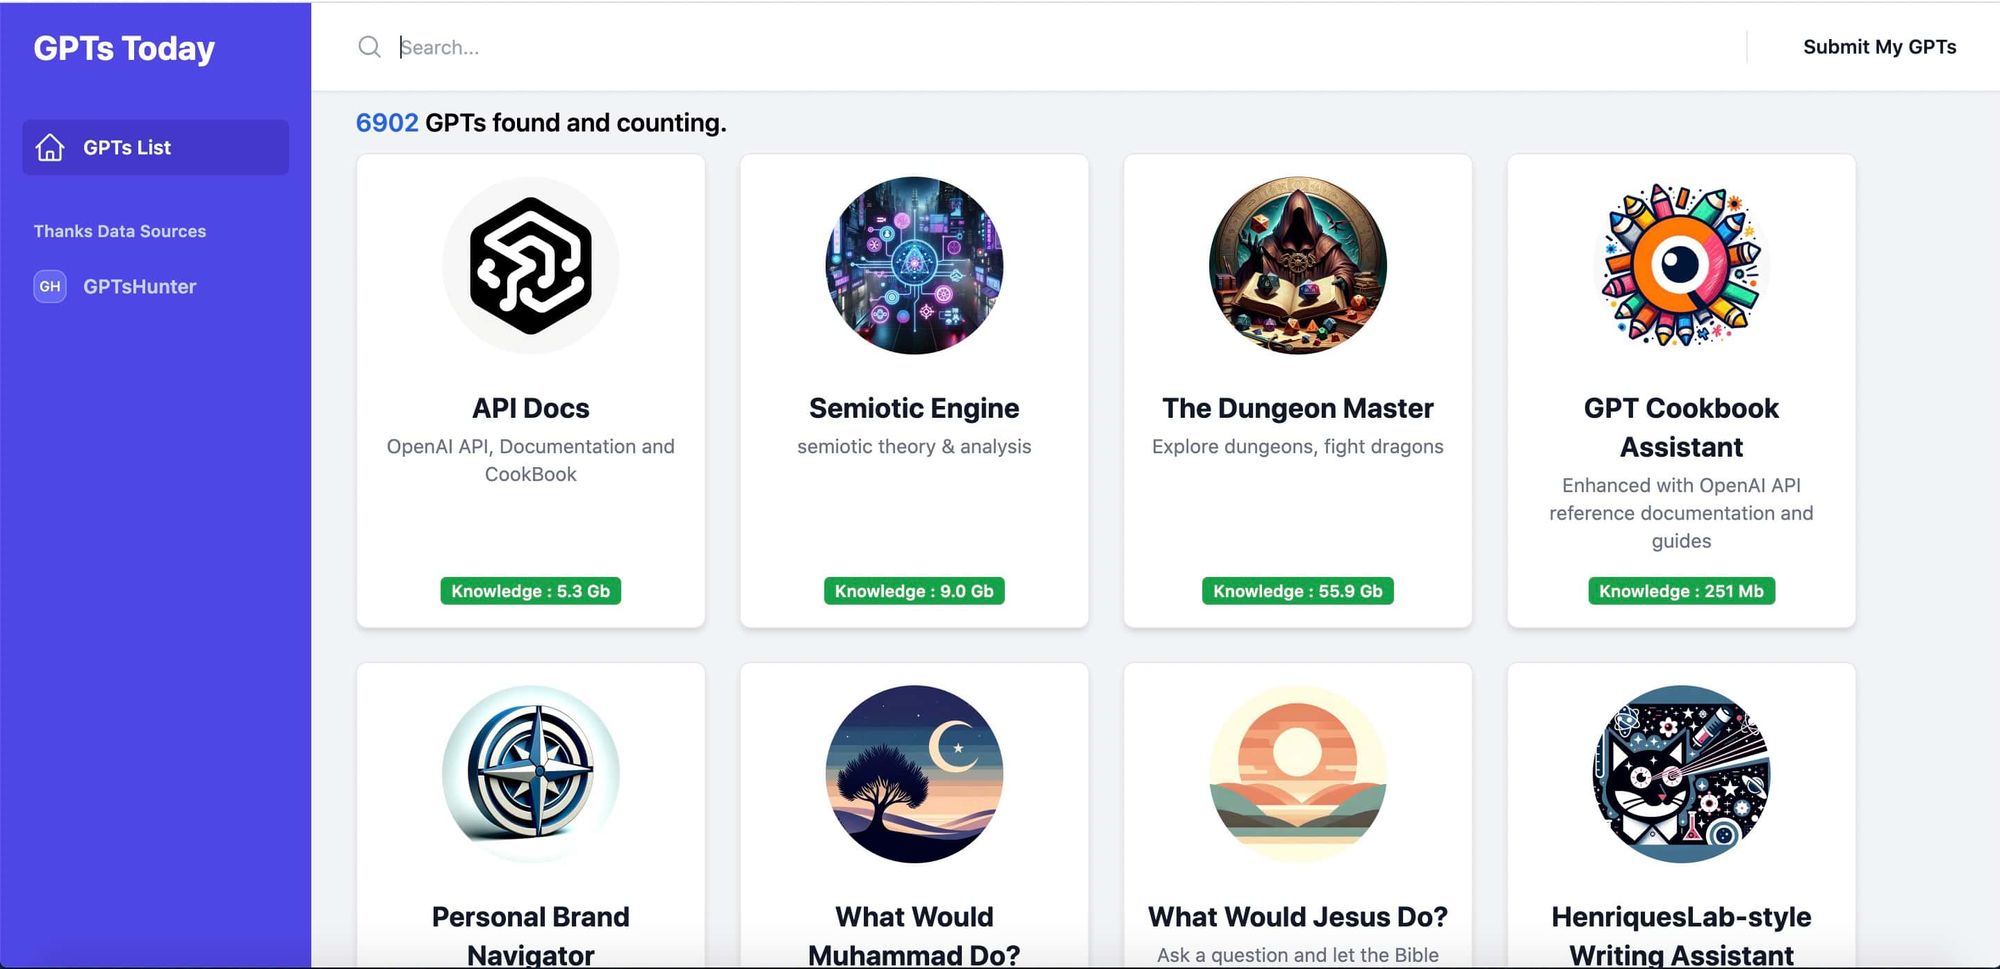 GPTs Today
Search...
Submit My GPTs
GPTs List
Thanks Data Sources
GH GPTsHunter
6902 GPTs found and counting.
API Docs
OpenAI API, Documentation and
CookBook
Knowledge : 5.3 Gb
Semiotic Engine
semiotic theory & analysis
Knowledge : 9.0 Gb
The Dungeon Master
Explore dungeons, fight dragons
Knowledge : 55.9 Gb
GPT Cookbook
Assistant
Enhanced with OpenAI API
reference documentation and
guides
Knowledge : 251 Mb
Personal Brand
Navigator
What Would
Muhammad Do?
What Would Jesus Do?
Ask a question and let the Bible
HenriquesLab-style
Writing Assistant